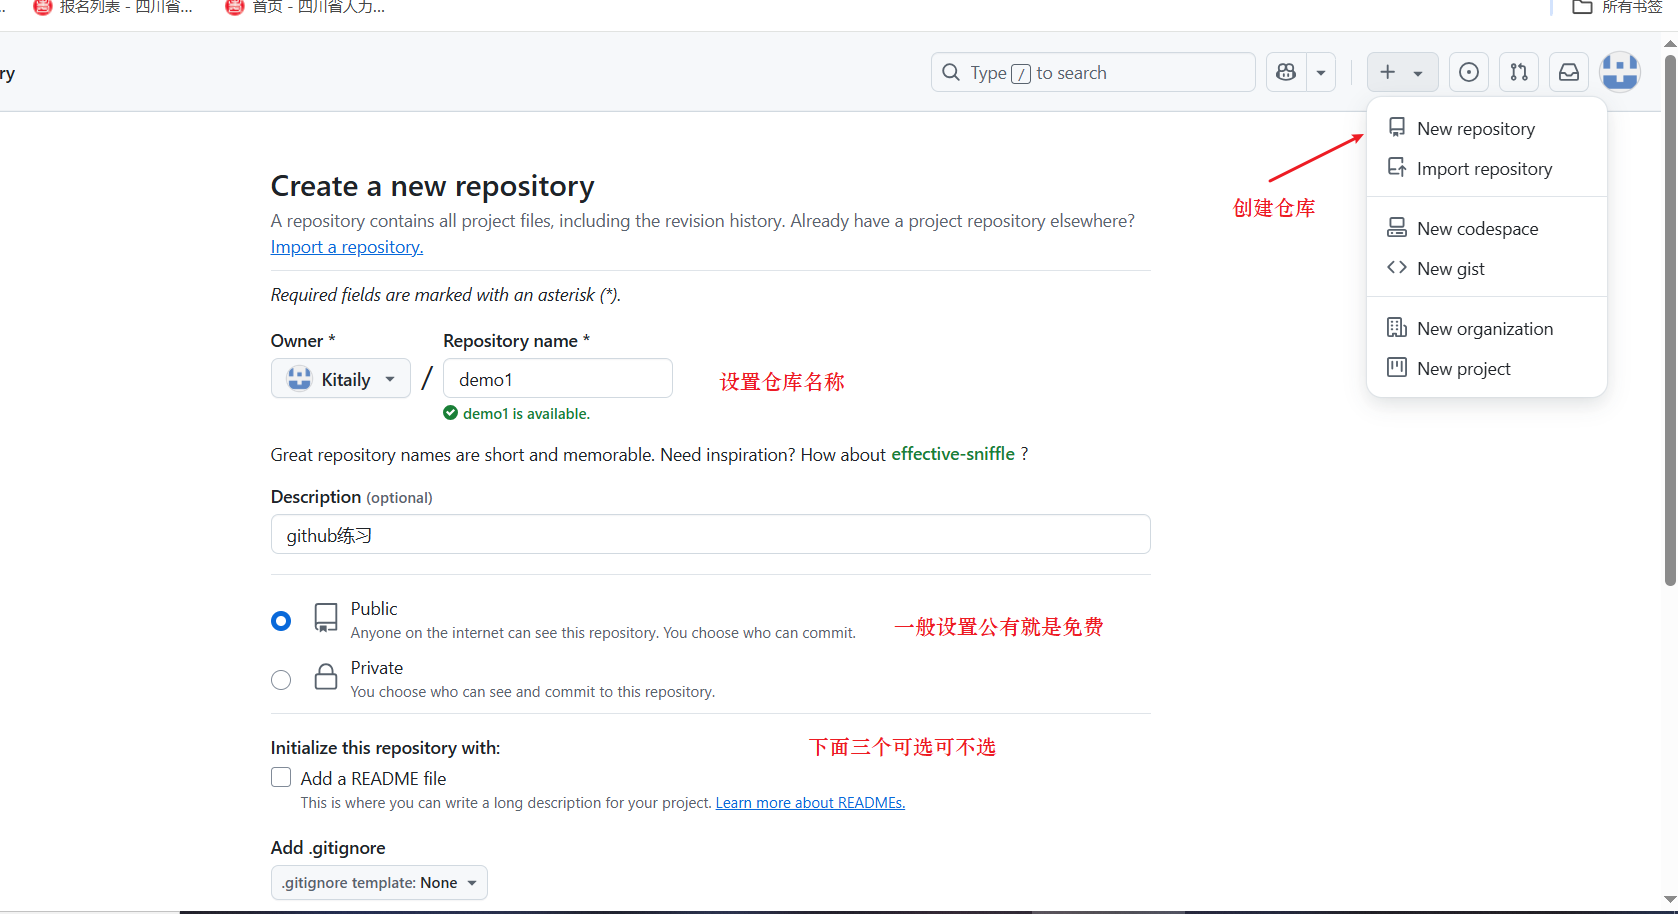 报名列表 - 四川省...
首页 - 四川省人力...
所有书签
ry
Type / to search
New repository
Import repository
创建仓库
New codespace
New gist
New organization
New project
Create a new repository
A repository contains all project files, including the revision history. Already have a project repository elsewhere?
Import a repository.
Required fields are marked with an asterisk (*).
Owner * Repository name *
Kitaily / demo1 设置仓库名称
demo1 is available.
Great repository names are short and memorable. Need inspiration? How about effective-sniffle ?
Description (optional)
github练习
Public
Anyone on the internet can see this repository. You choose who can commit. 一般设置公有就是免费
Private
You choose who can see and commit to this repository.
Initialize this repository with: 下面三个可选可不选
Add a README file
This is where you can write a long description for your project. Learn more about READMEs.
Add .gitignore
.gitignore template: None